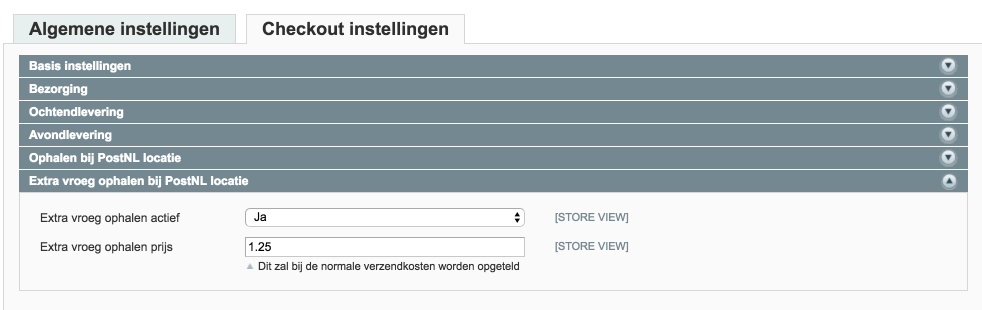 Algemene instellingen
Checkout instellingen
Basis instellingen
Bezorging
Ochtendlevering
Avondlevering
Ophalen bij PostNL locatie
Extra vroeg ophalen bij PostNL locatie
Extra vroeg ophalen actief Ja [STORE VIEW]
Extra vroeg ophalen prijs 1.25 [STORE VIEW]
Dit zal bij de normale verzendkosten worden opgeteld